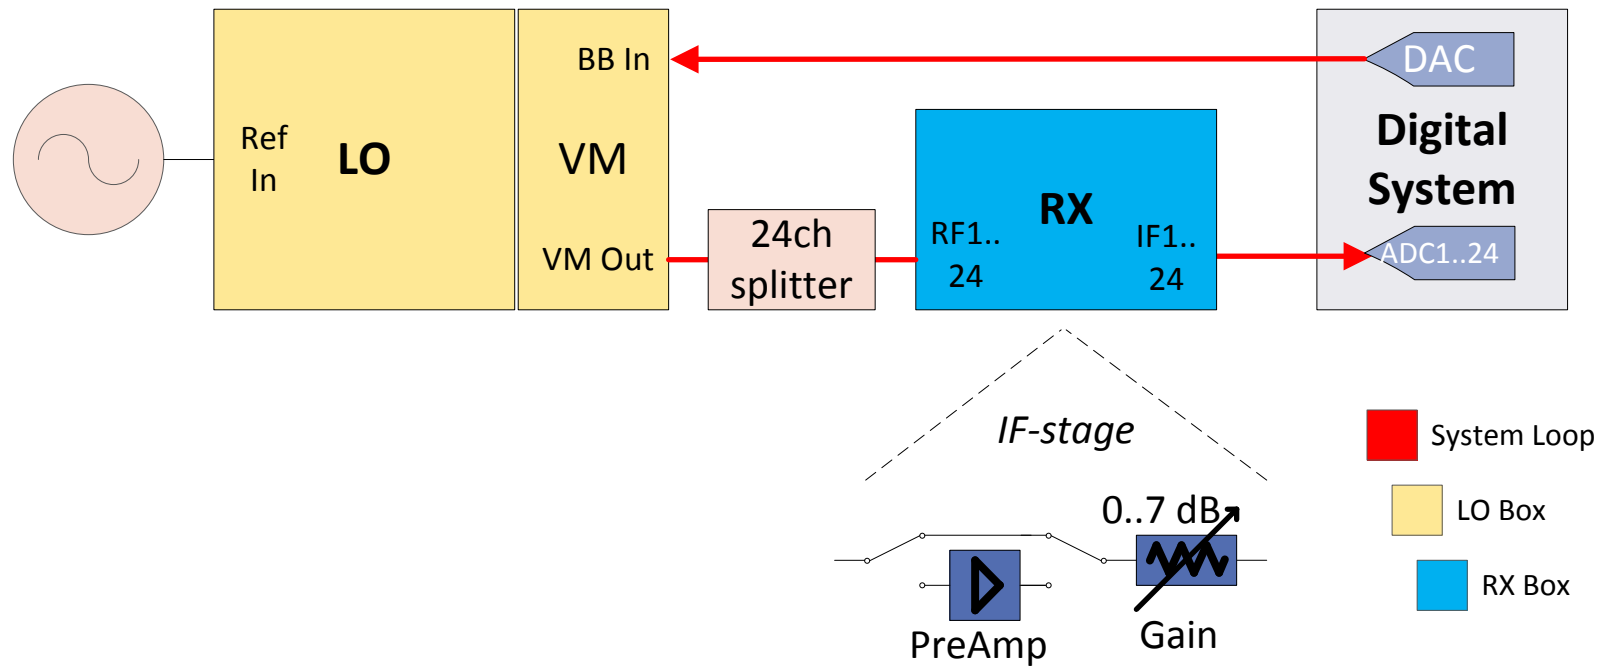 BB In
DAC
Ref
In
LO
VM
Digital
System
RX
VM Out
24ch
splitter
RF1..
24
IF1..
24
ADC1..24
IF-stage
System Loop
0..7 dB
LO Box
RX Box
PreAmp
Gain